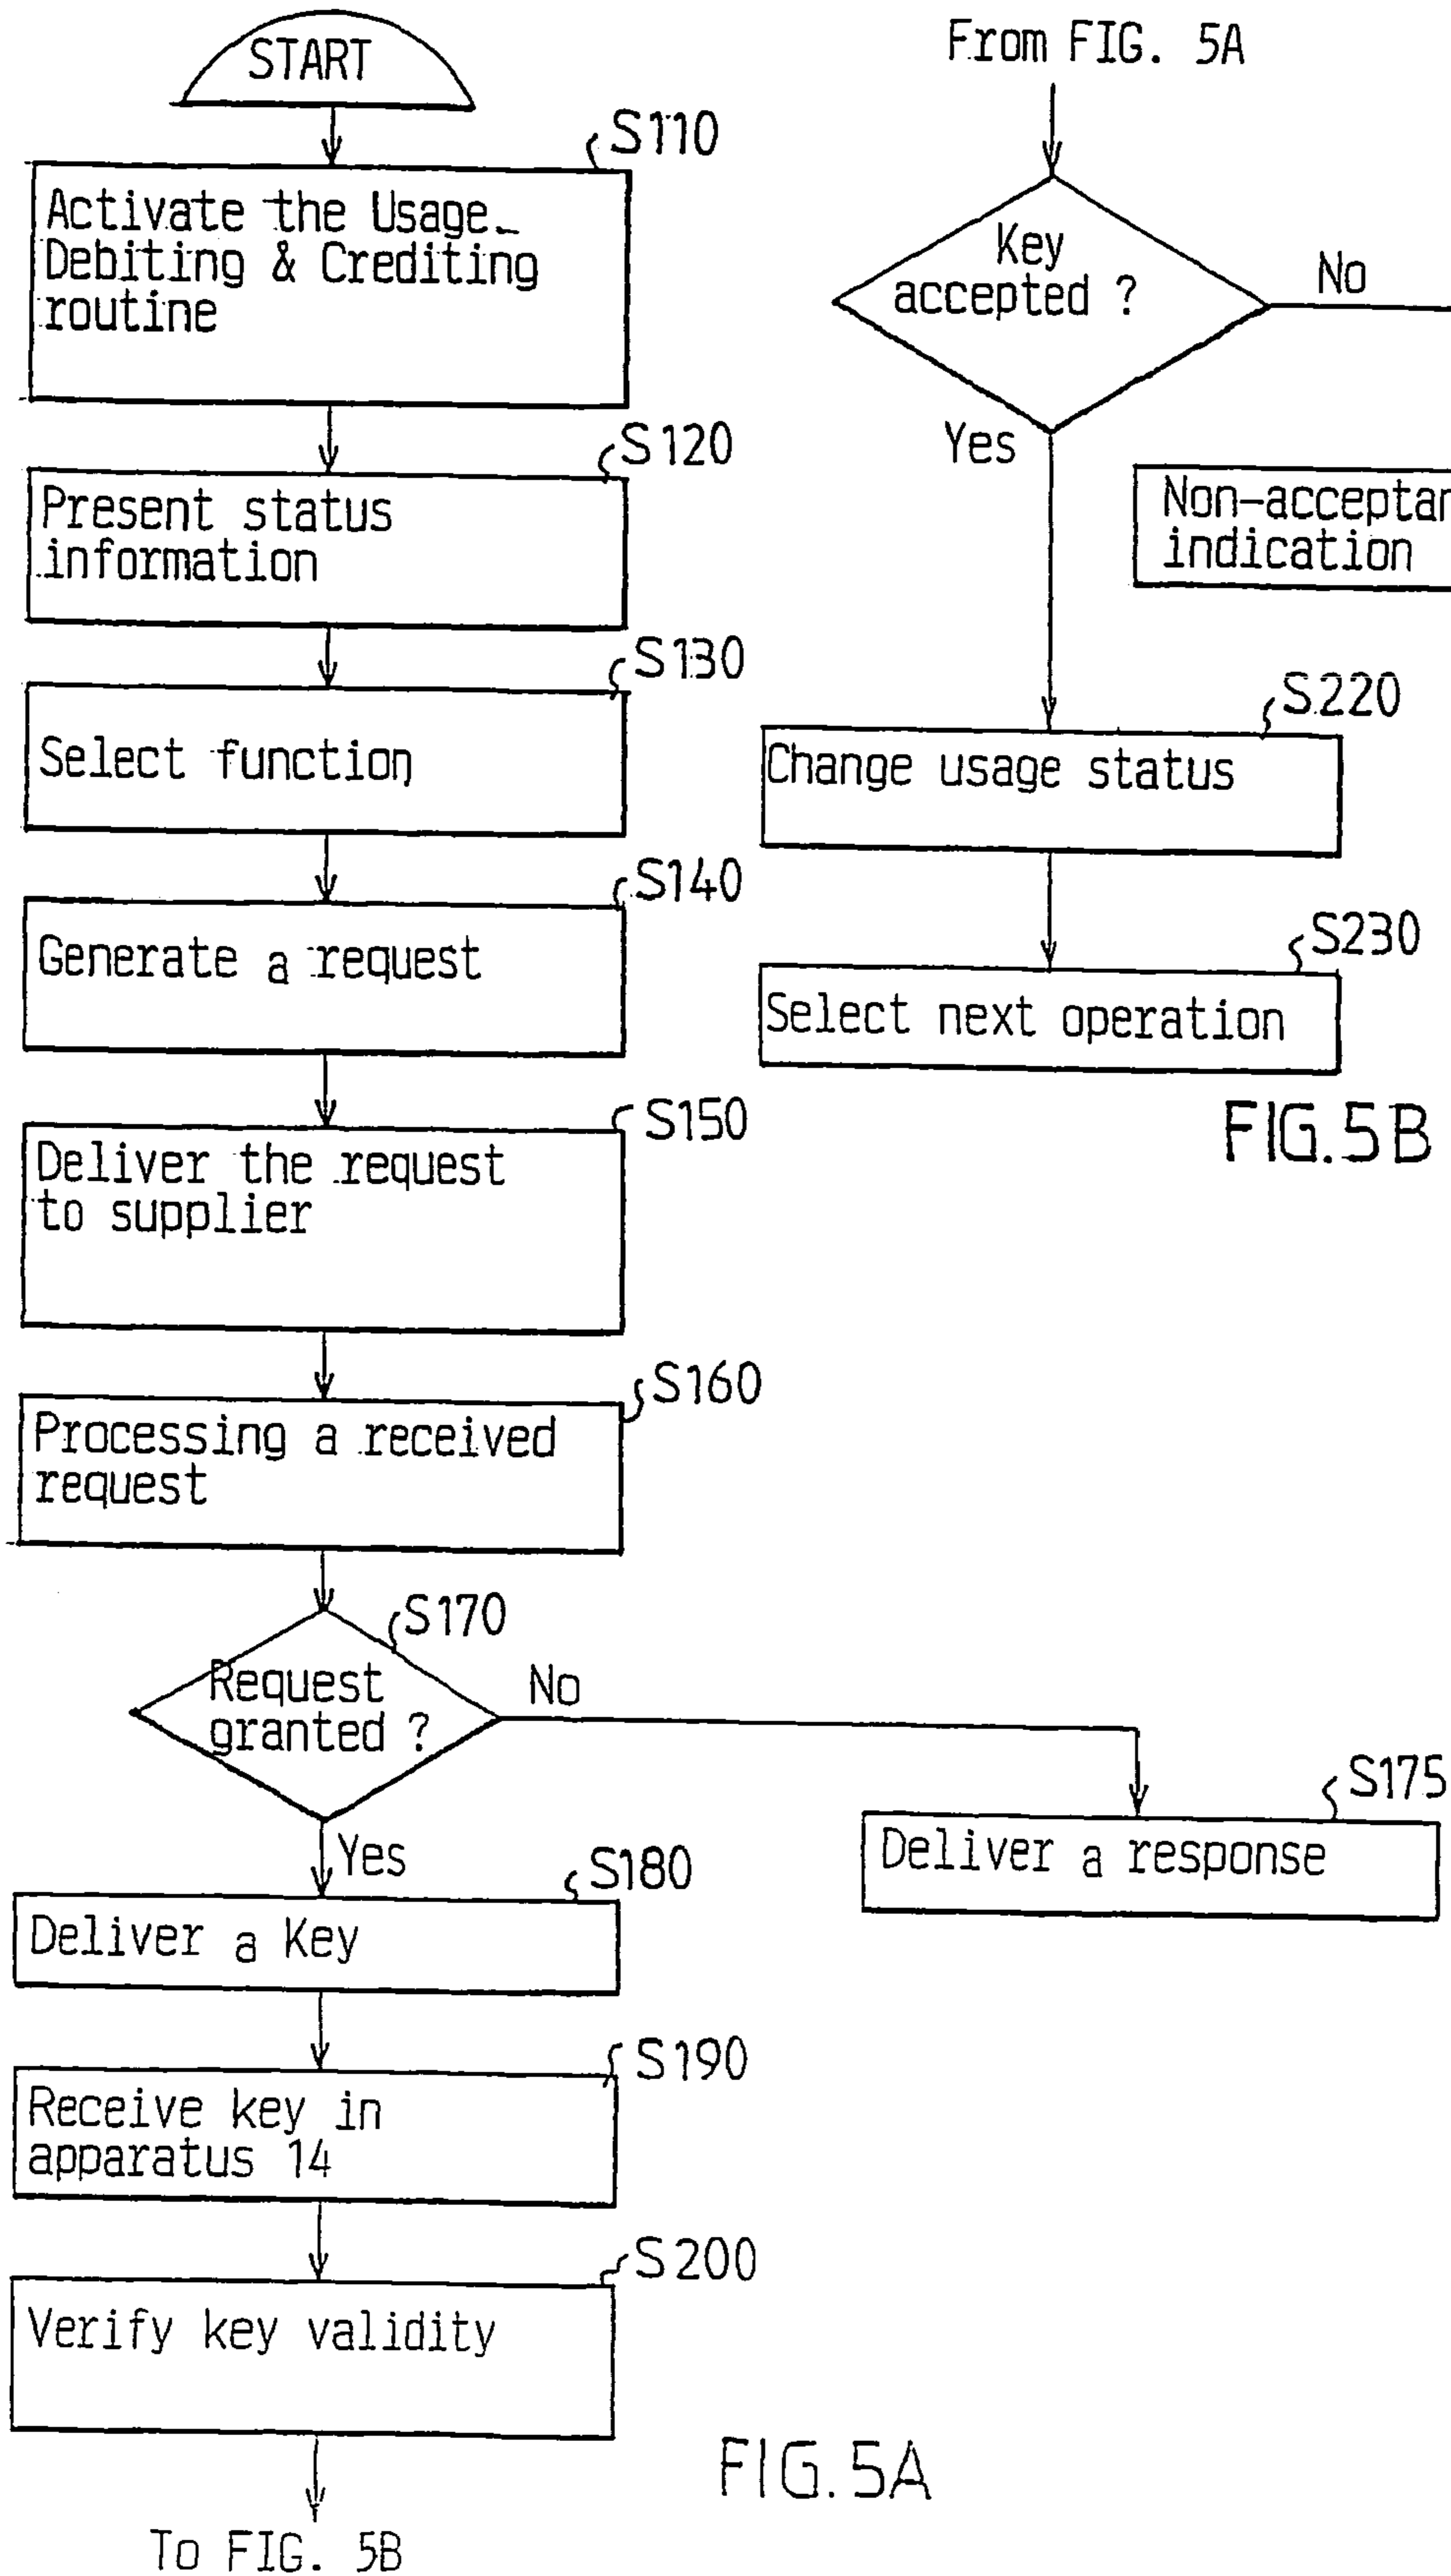 START
S110
Activate the Usage
Debiting & Crediting
routine
S120
Present status
information
S130
Select function
S140
Generate a request
S150
Deliver the request
to supplier
S160
Processing a received
request
S170
Request
granted ?
No
S175
Deliver a response
Yes
S180
Deliver a Key
S190
Receive key in
apparatus 14
S200
Verify key validity
To FIG. 5B
FIG. 5A
From FIG. 5A
Key
accepted ?
No
Yes
indication
S220
Change usage status
S230
Select next operation
FIG. 5B